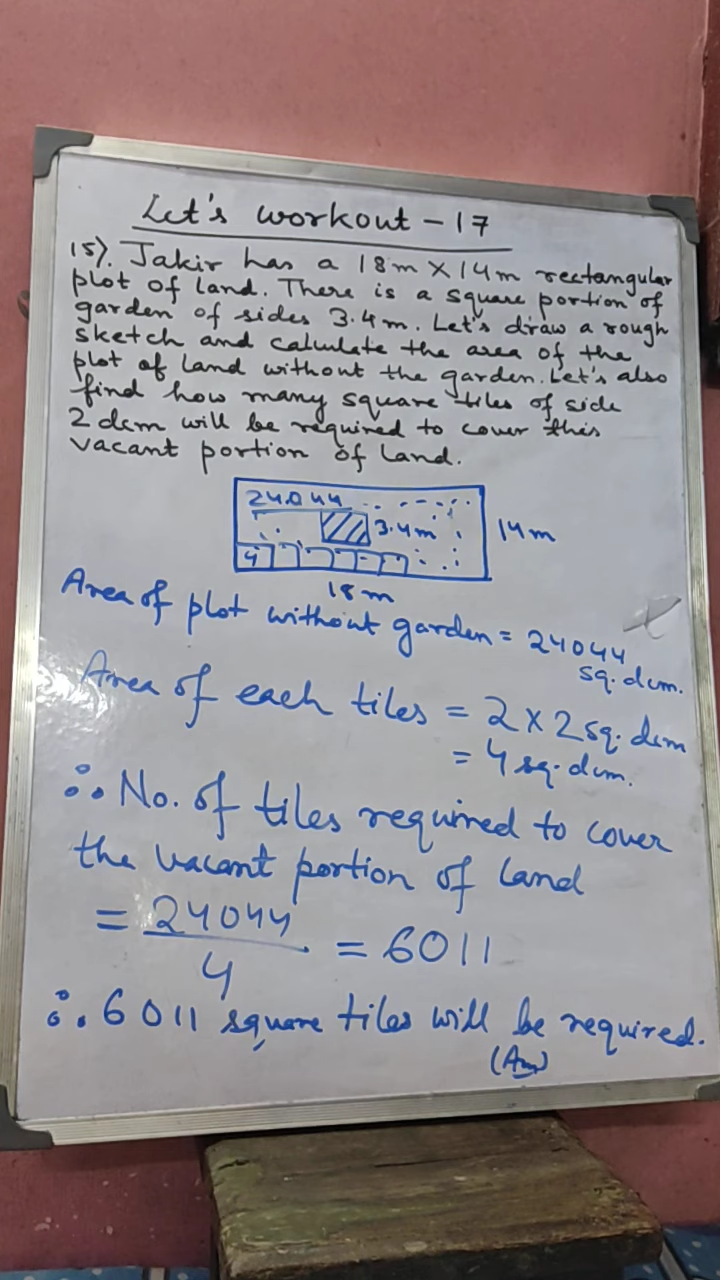 Let's workout - 17
15). Jakir has a 18m X 14m rectangular
plot of land. There is a square portion of
garden of sides 3.4m. Let's draw a rough
sketch and calculate the area of the
plot of land without the garden. Let's also
find how many square tiles of side
2 dcm will be required to cover this
vacant portion of land.
24044
3.4m
14m
4
18m
Area of plot without garden = 24044
sq. dcm.
Area of each tiles = 2 X 2 sq. dcm
= 4 sq. dcm.
∴ No. of tiles required to cover
the vacant portion of land
= 24044/4 = 6011
∴ 6011 square tiles will be required.
(Ans)